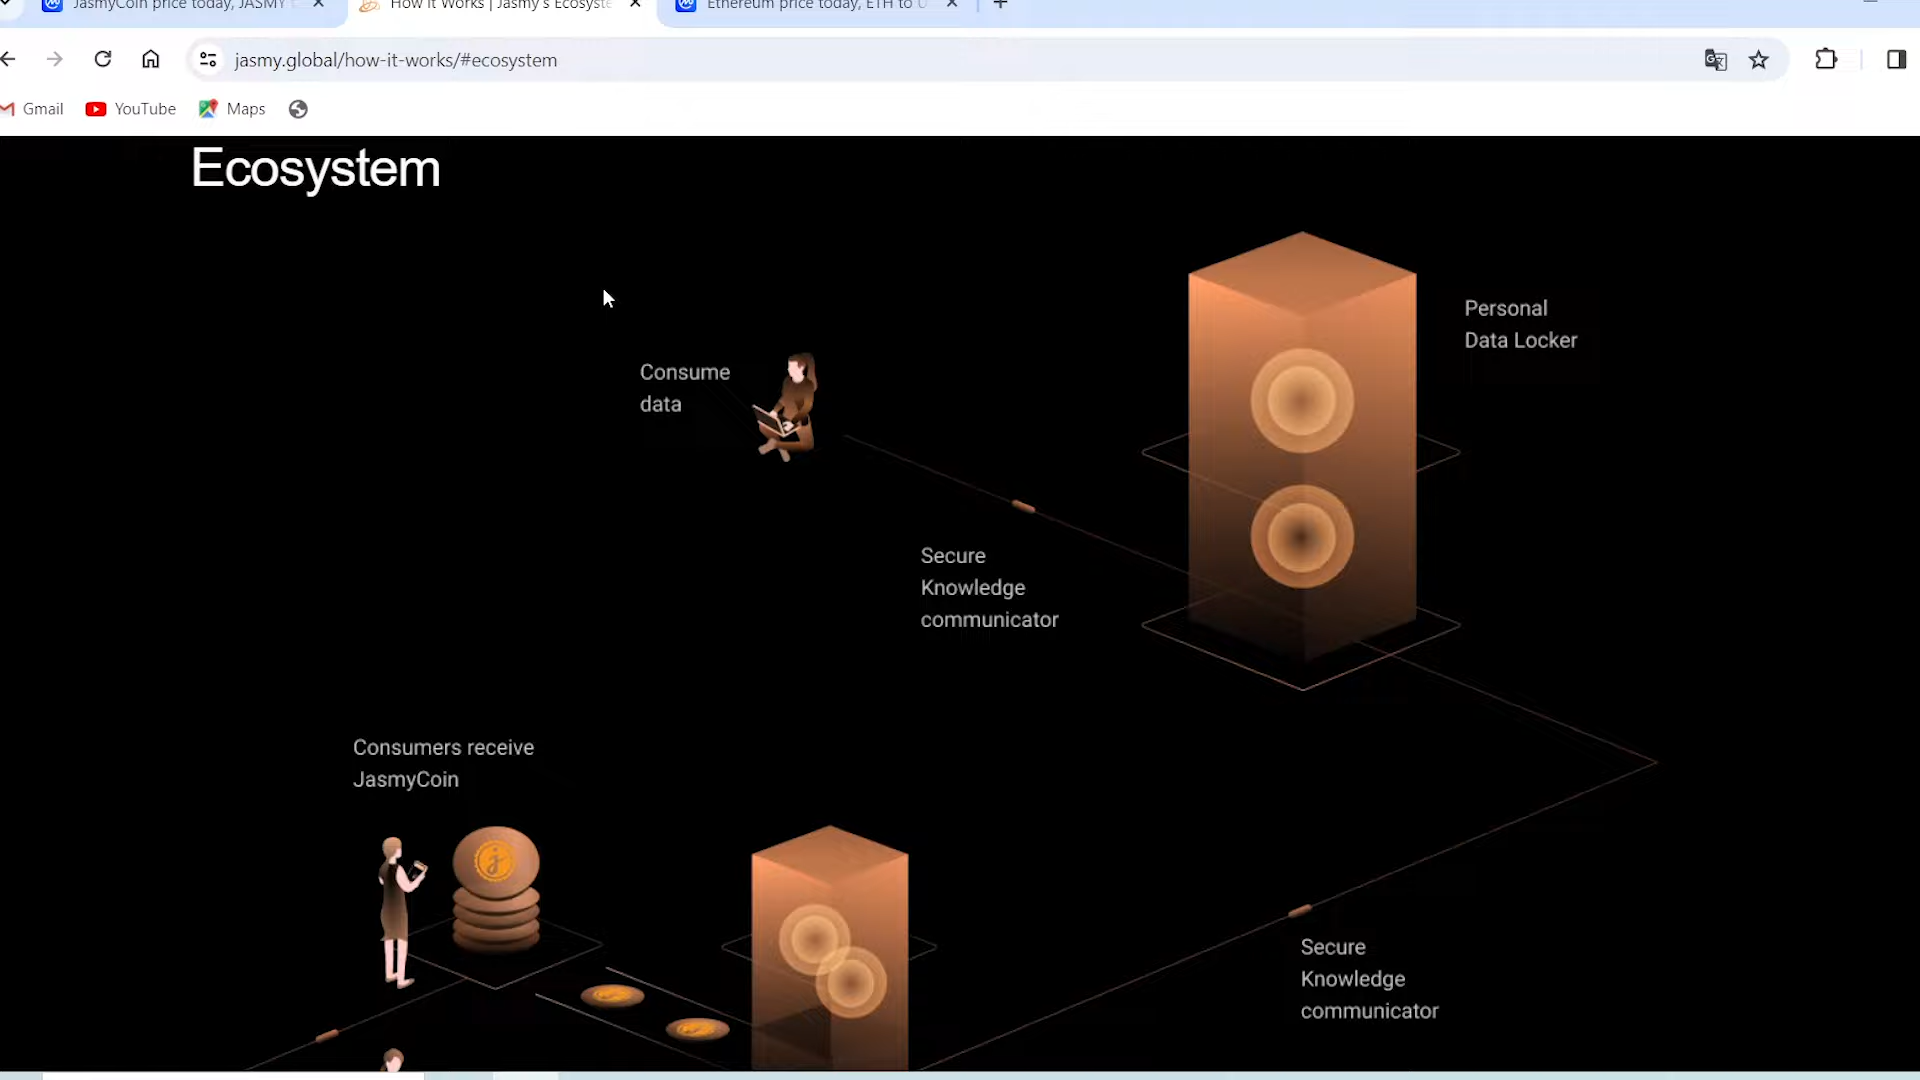 JasmyCoin price today, JASMY
How it Works | Jasmy's Ecosyste
Ethereum price today, ETH to U
jasmy.global/how-it-works/#ecosystem
Gmail
YouTube
Maps
Ecosystem
Personal
Data Locker
Consume
data
Secure
Knowledge
communicator
Consumers receive
JasmyCoin
Secure
Knowledge
communicator